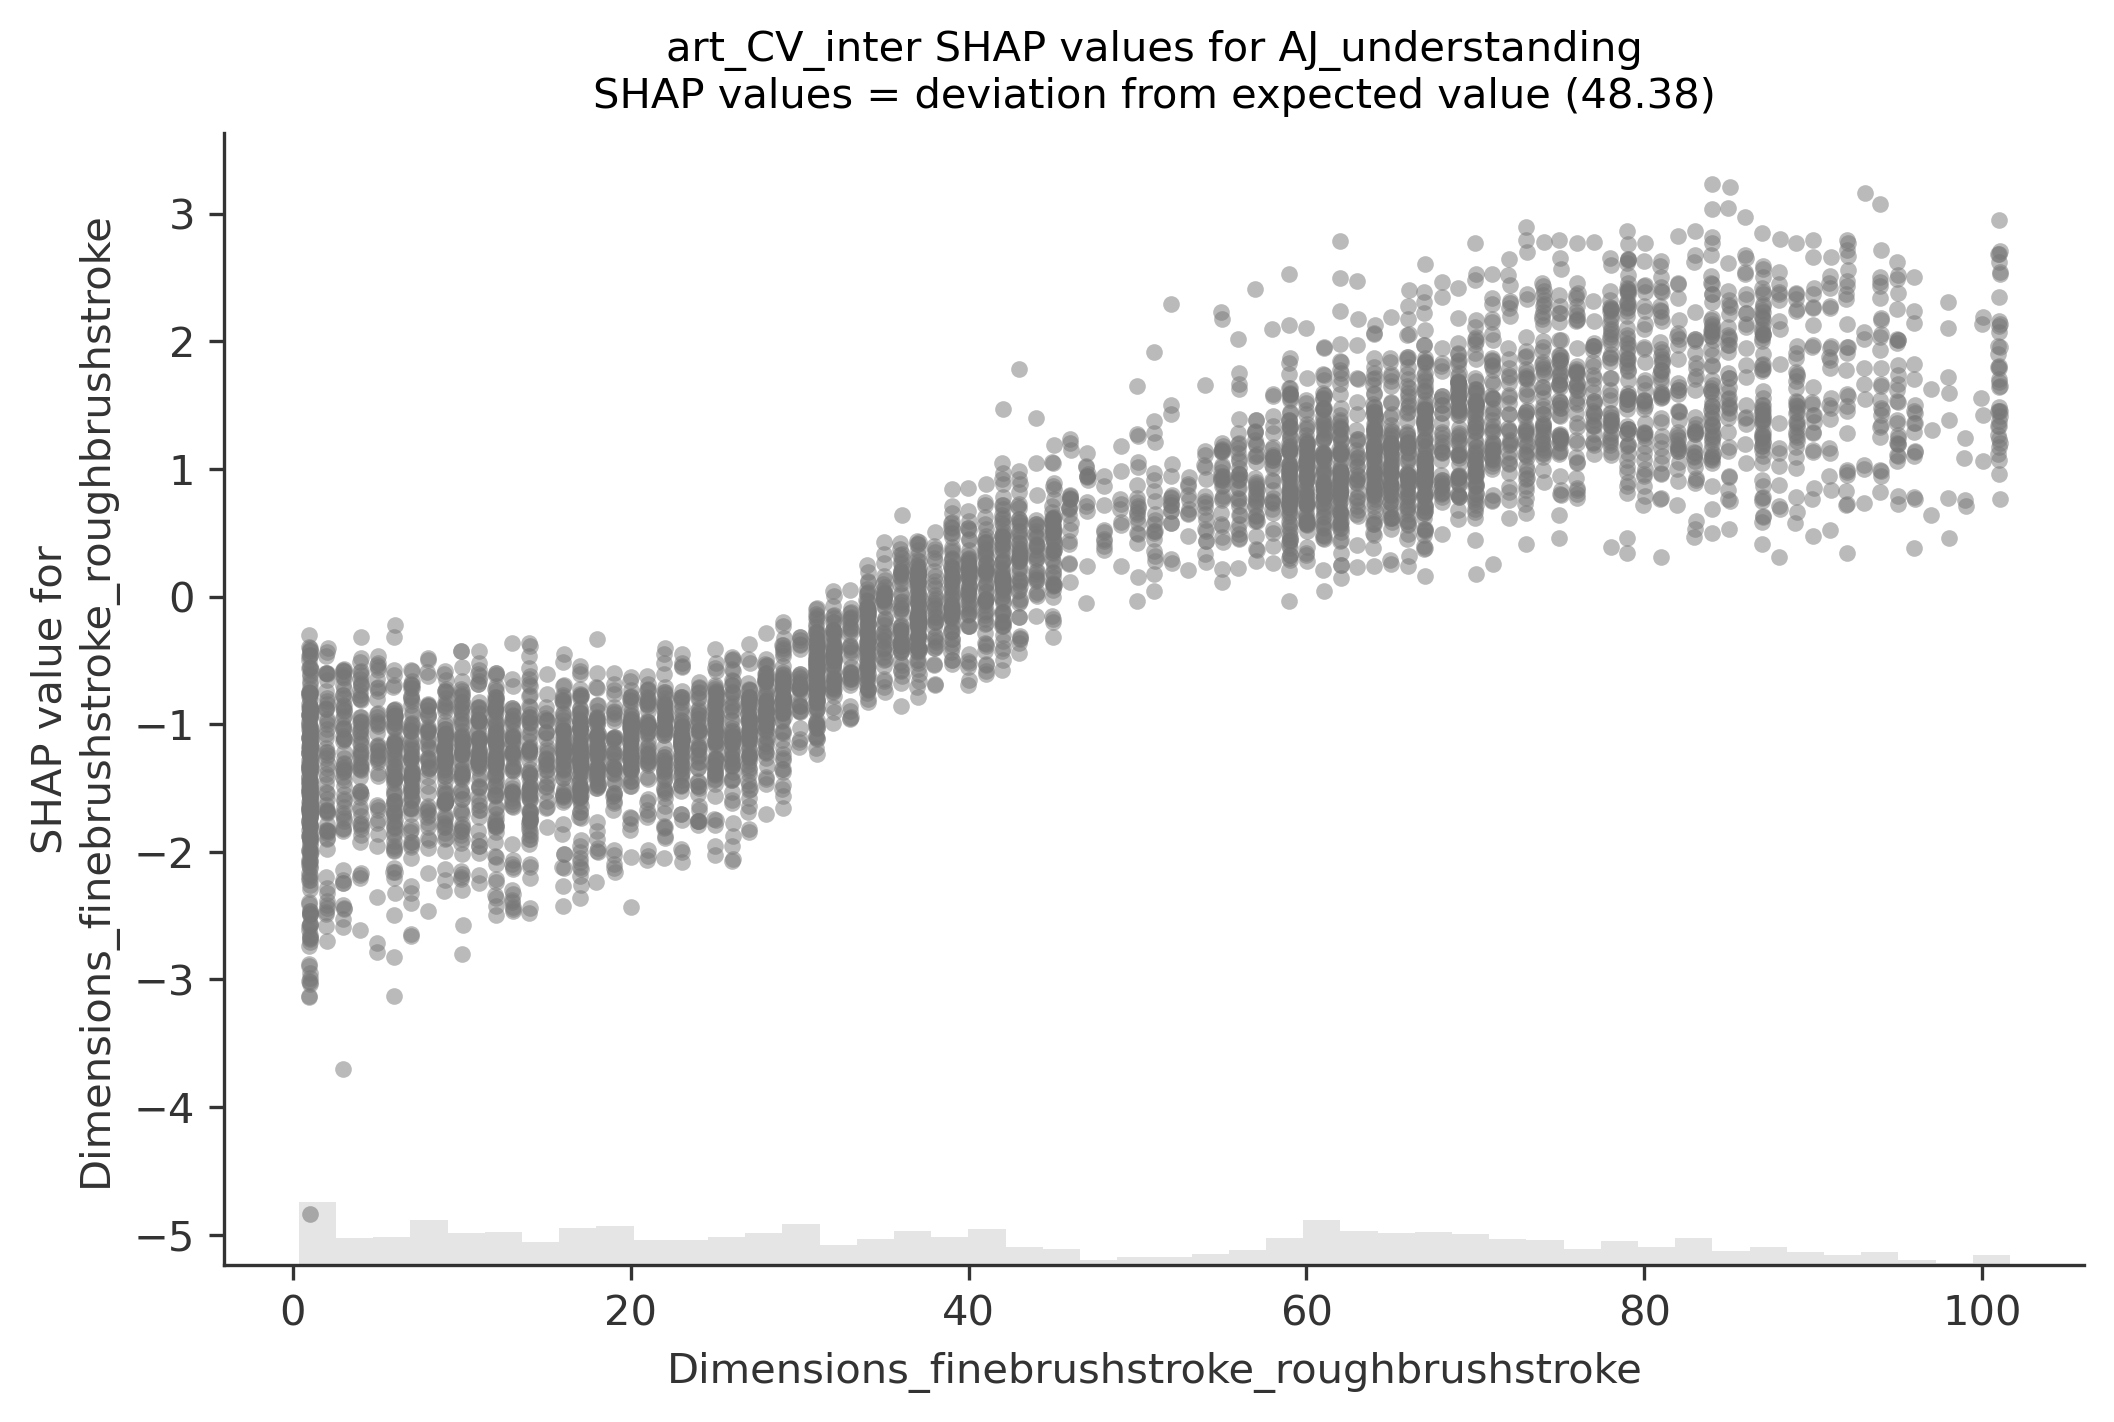 art_CV_inter SHAP values for AJ_understanding
SHAP values = deviation from expected value (48.38)
SHAP value for
Dimensions_finebrushstroke_roughbrushstroke
3
2
1
0
−1
−2
−3
−4
−5
0 20 40 60 80 100
Dimensions_finebrushstroke_roughbrushstroke